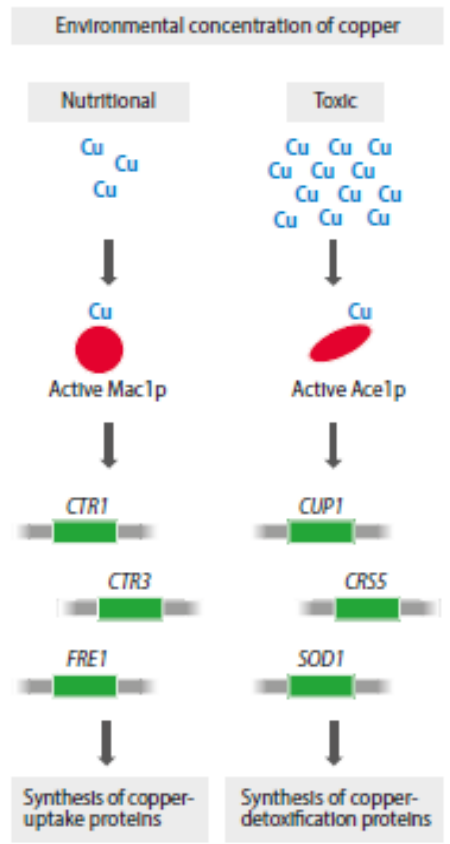 Environmental concentration of copper
Nutritional
Toxic
Cu
Cu
Cu
Cu Cu Cu
Cu Cu Cu
Cu Cu Cu
Cu Cu Cu
Cu
Active Mac1p
Cu
Active Ace1p
CTR1
CTR3
FRE1
CUP1
CRS5
SOD1
Synthesis of copper-
uptake proteins
Synthesis of copper-
detoxification proteins